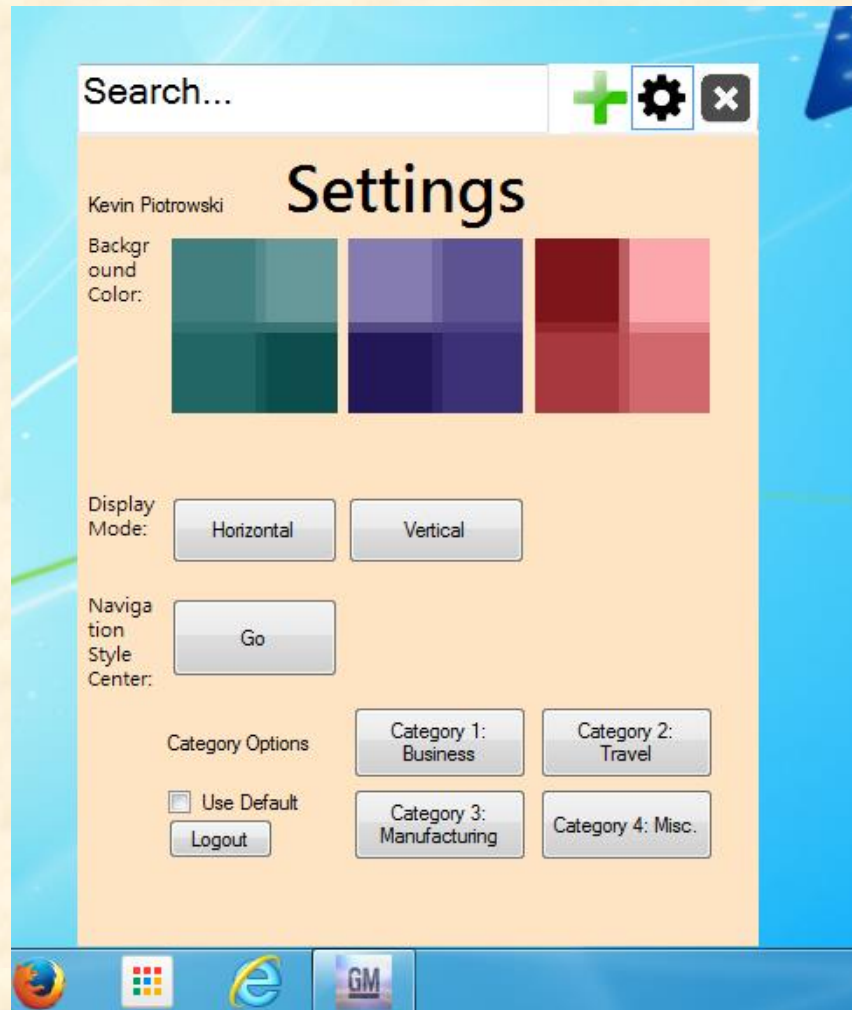 Search...
Settings
Kevin Piotrowski
Backgr
ound
Color:
Display
Mode:
Horizontal
Vertical
Naviga
tion
Style
Center:
Go
Category Options
Category 1:
Business
Category 2:
Travel
Use Default
Logout
Category 3:
Manufacturing
Category 4: Misc.
GM